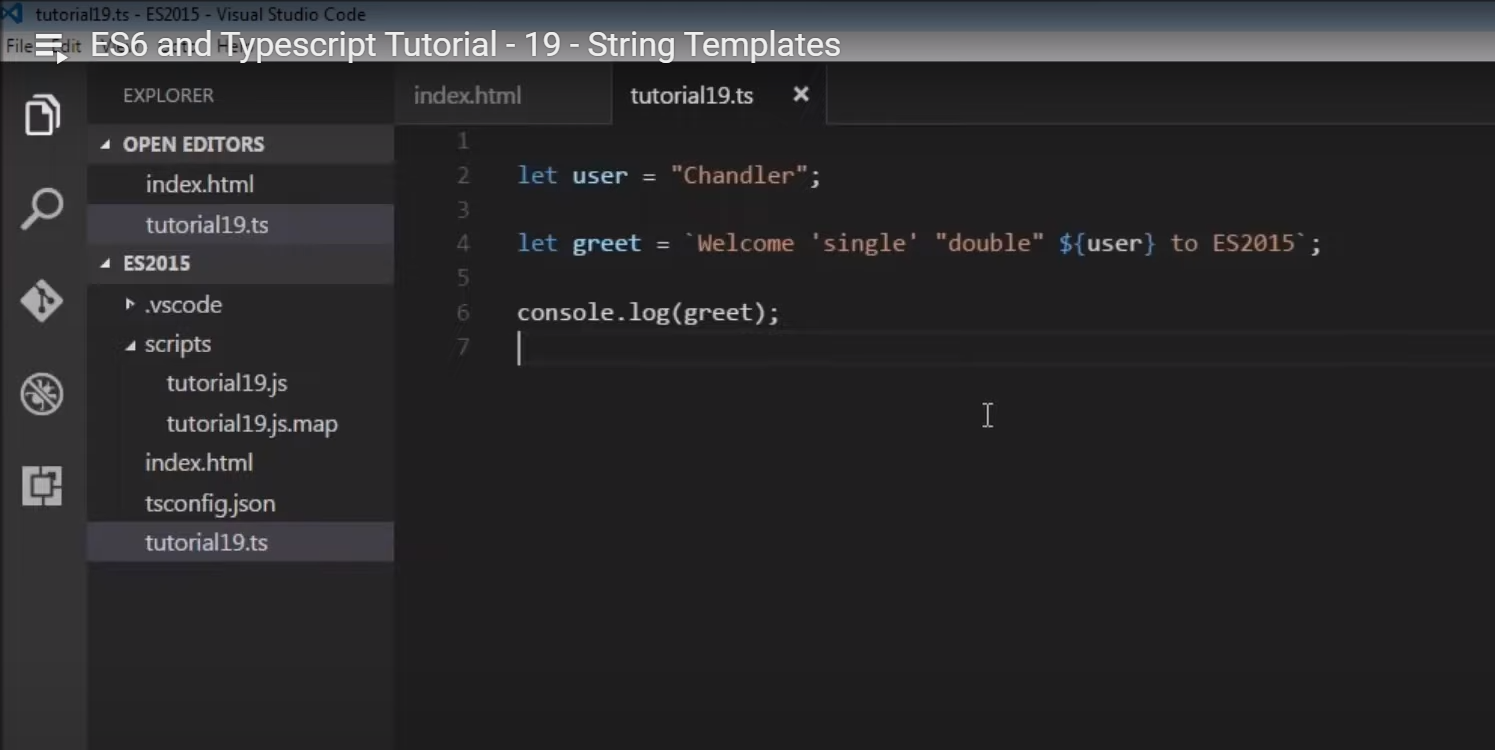 tutorial19.ts - ES2015 - Visual Studio Code
File Edit View Goto Help
ES6 and Typescript Tutorial - 19 - String Templates
EXPLORER
OPEN EDITORS
index.html
tutorial19.ts
ES2015
.vscode
scripts
tutorial19.js
tutorial19.js.map
index.html
tsconfig.json
tutorial19.ts
index.html
tutorial19.ts
1
2 let user = "Chandler";
3
4 let greet = `Welcome 'single' "double" ${user} to ES2015`;
5
6 console.log(greet);
7